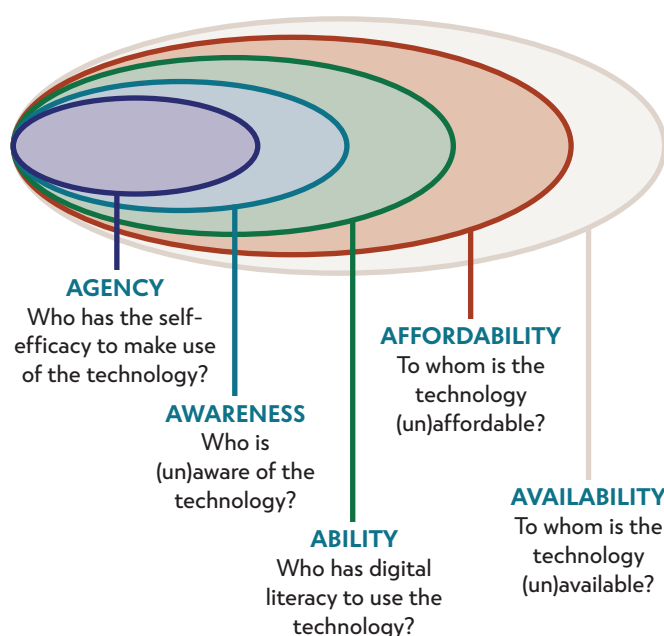 AGENCY
Who has the self-
efficacy to make use
of the technology?
AWARENESS
Who is
(un)aware of the
technology?
ABILITY
Who has digital
literacy to use the
technology?
AFFORDABILITY
To whom is the
technology
(un)affordable?
AVAILABILITY
To whom is the
technology
(un)available?